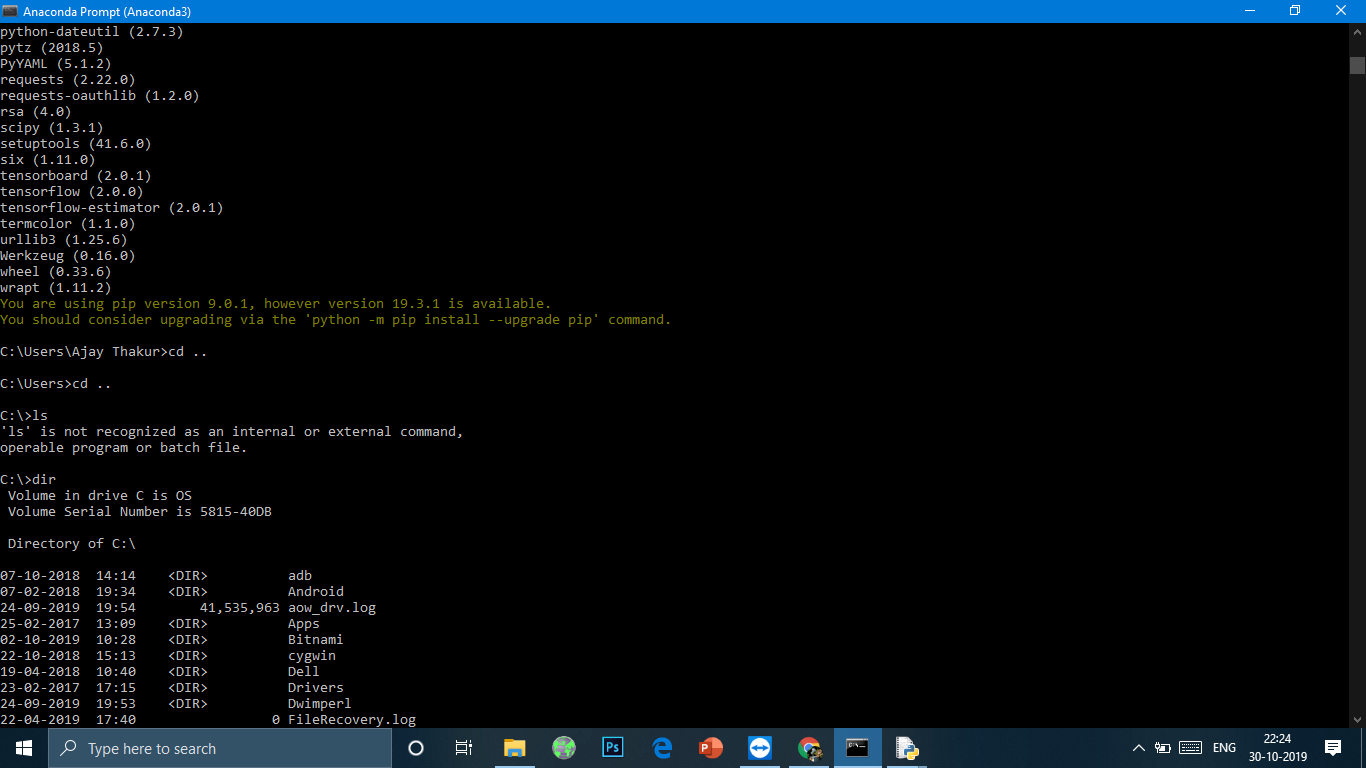 Anaconda Prompt (Anaconda3)
python-dateutil (2.7.3)
pytz (2018.5)
PyYAML (5.1.2)
requests (2.22.0)
requests-oauthlib (1.2.0)
rsa (4.0)
scipy (1.3.1)
setuptools (41.6.0)
six (1.11.0)
tensorboard (2.0.1)
tensorflow (2.0.0)
tensorflow-estimator (2.0.1)
termcolor (1.1.0)
urllib3 (1.25.6)
Werkzeug (0.16.0)
wheel (0.33.6)
wrapt (1.11.2)
You are using pip version 9.0.1, however version 19.3.1 is available.
You should consider upgrading via the 'python -m pip install --upgrade pip' command.
C:\Users\Ajay Thakur>cd ..
C:\Users>cd ..
C:\>ls
'ls' is not recognized as an internal or external command,
operable program or batch file.
C:\>dir
Volume in drive C is OS
Volume Serial Number is 5815-40DB
Directory of C:\
07-10-2018  14:14    <DIR>          adb
07-02-2018  19:34    <DIR>          Android
24-09-2019  19:54        41,535,963 aow_drv.log
25-02-2017  13:09    <DIR>          Apps
02-10-2019  10:28    <DIR>          Bitnami
22-10-2018  15:13    <DIR>          cygwin
19-04-2018  10:40    <DIR>          Dell
23-02-2017  17:15    <DIR>          Drivers
24-09-2019  19:53    <DIR>          Dwimperl
22-04-2019  17:40                 0 FileRecovery.log
Type here to search
Ps
ENG
22:24
30-10-2019